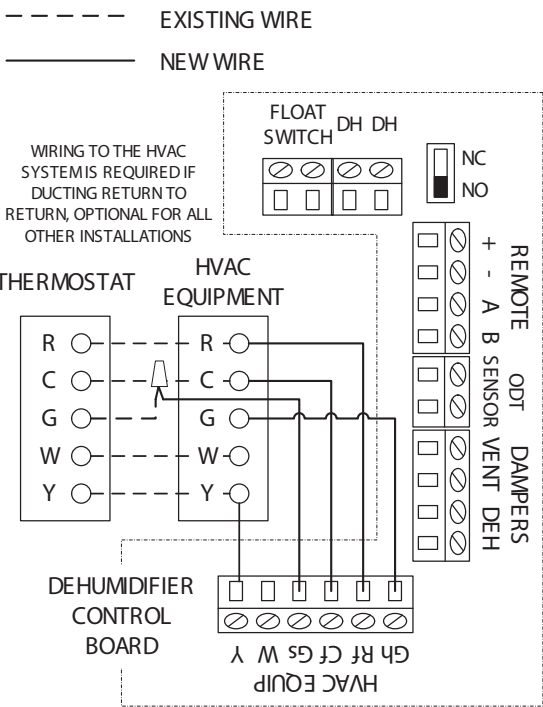 EXISTING WIRE
NEW WIRE
WIRING TO THE HVAC
SYSTEM IS REQUIRED IF
DUCTING RETURN TO
RETURN, OPTIONAL FOR ALL
OTHER INSTALLATIONS
FLOAT
SWITCH DH DH
NC
NO
REMOTE
+ - A B
ODT
SENSOR
DAMPERS
VENT DEH
THERMOSTAT
HVAC
EQUIPMENT
R R
C C
G G
W W
Y Y
DEHUMIDIFIER
CONTROL
BOARD
Y W Gs Cf Rf Gh
HVAC EQUIP